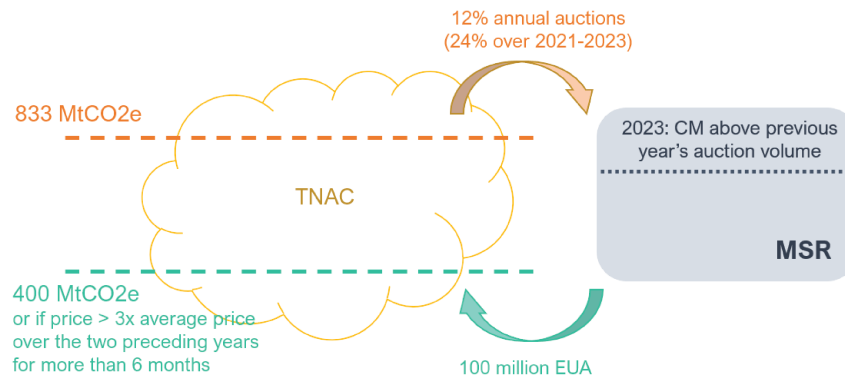 12% annual auctions
(24% over 2021-2023)
833 MtCO2e
2023: CM above previous
year's auction volume
TNAC
MSR
400 MtCO2e
or if price > 3x average price
over the two preceding years
for more than 6 months
100 million EUA